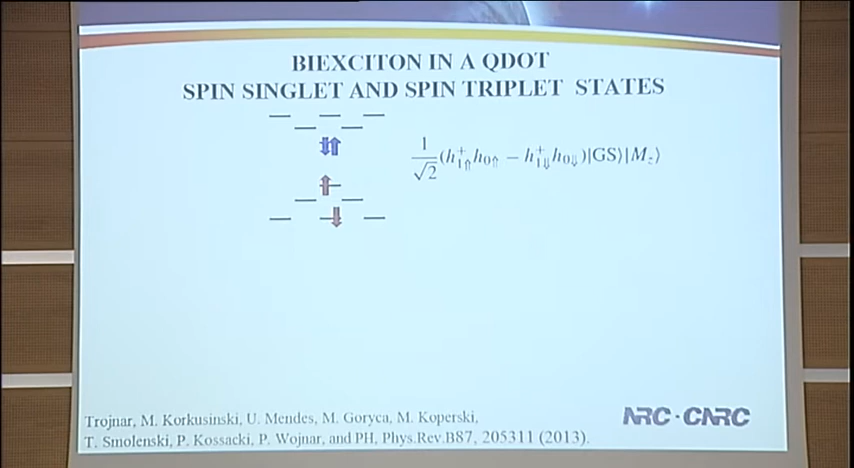 BIEXCITON IN A QDOT
SPIN SINGLET AND SPIN TRIPLET STATES
1/√2 (h⁺₁⇑h₀⇑ − h⁺₁⇓h₀⇓)|GS⟩|M_z⟩
Trojnar, M. Korkusinski, U. Mendes, M. Goryca, M. Koperski,
T. Smolenski, P. Kossacki, P. Wojnar, and PH, Phys.Rev.B87, 205311 (2013).
NRC·CNRC